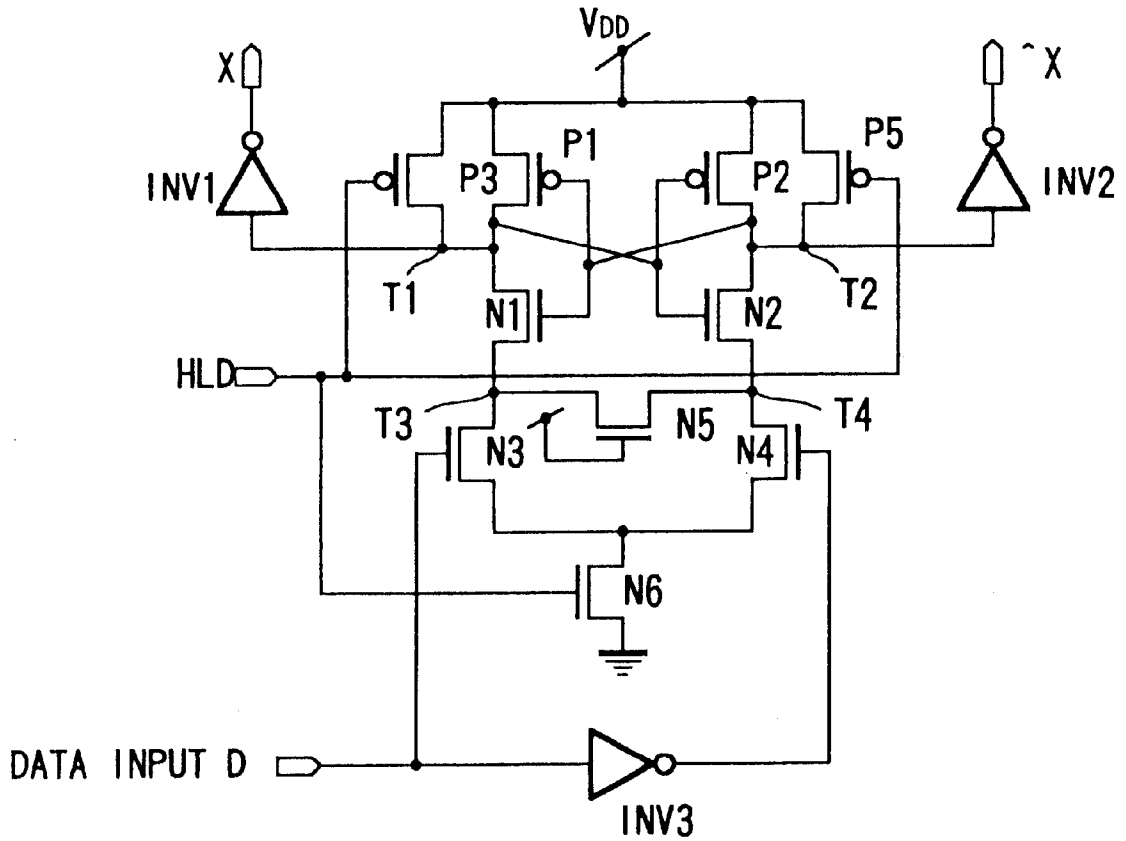 VDD
X
^X
P1
P5
INV1
P3
P2
INV2
T1
N1
N2
T2
HLD
T3
N3
N5
N4
T4
N6
DATA INPUT D
INV3